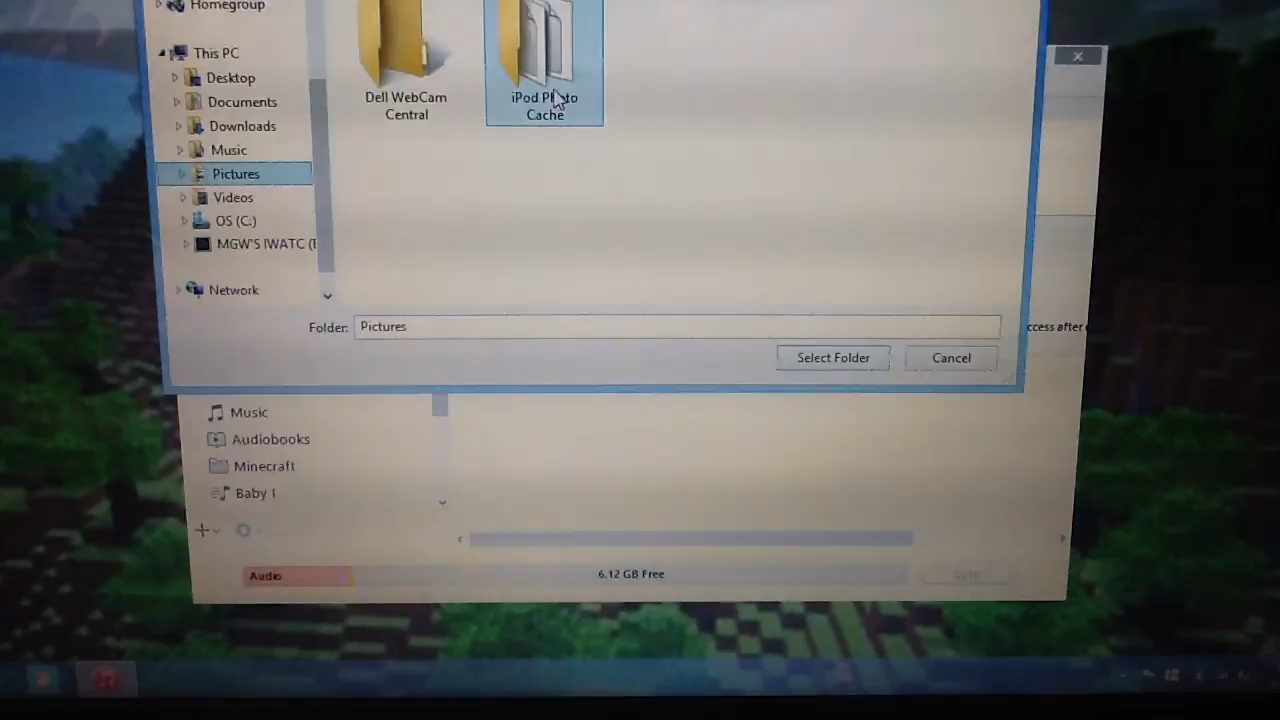 Homegroup
This PC
Desktop
Documents
Downloads
Music
Pictures
Videos
OS (C:)
MGW'S IWATC (
Network
Dell WebCam
Central
iPod Photo
Cache
Folder: Pictures
Select Folder
Cancel
ccess after
Music
Audiobooks
Minecraft
Baby I
Audio
6.12 GB Free